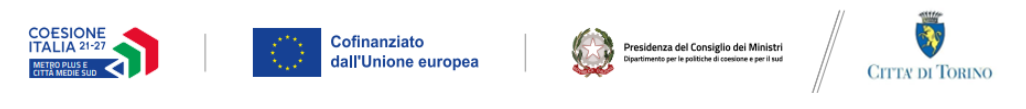 COESIONE
ITALIA 21-27
METRO PLUS E
CITTÀ MEDIE SUD
Cofinanziato
dall'Unione europea
Presidenza del Consiglio dei Ministri
Dipartimento per le politiche di coesione e per il sud
CITTA' DI TORINO